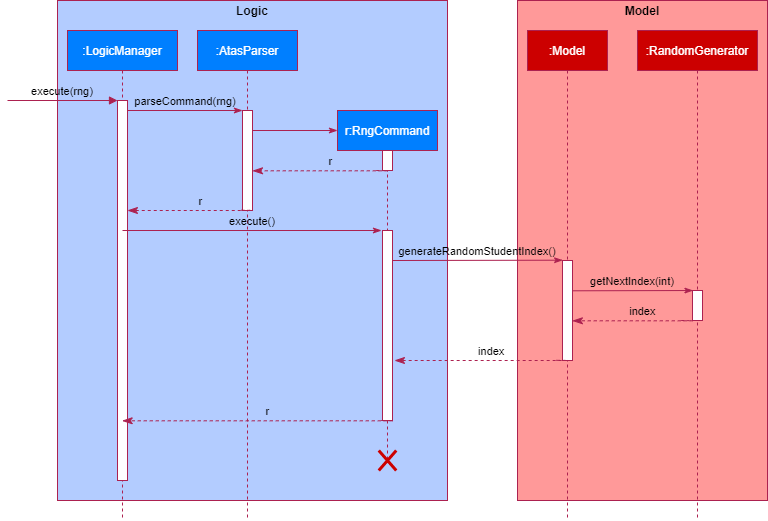 Logic
Model
:LogicManager
:AtasParser
:Model
:RandomGenerator
execute(rng)
parseCommand(rng)
r:RngCommand
r
r
execute()
generateRandomStudentIndex()
getNextIndex(int)
index
index
r